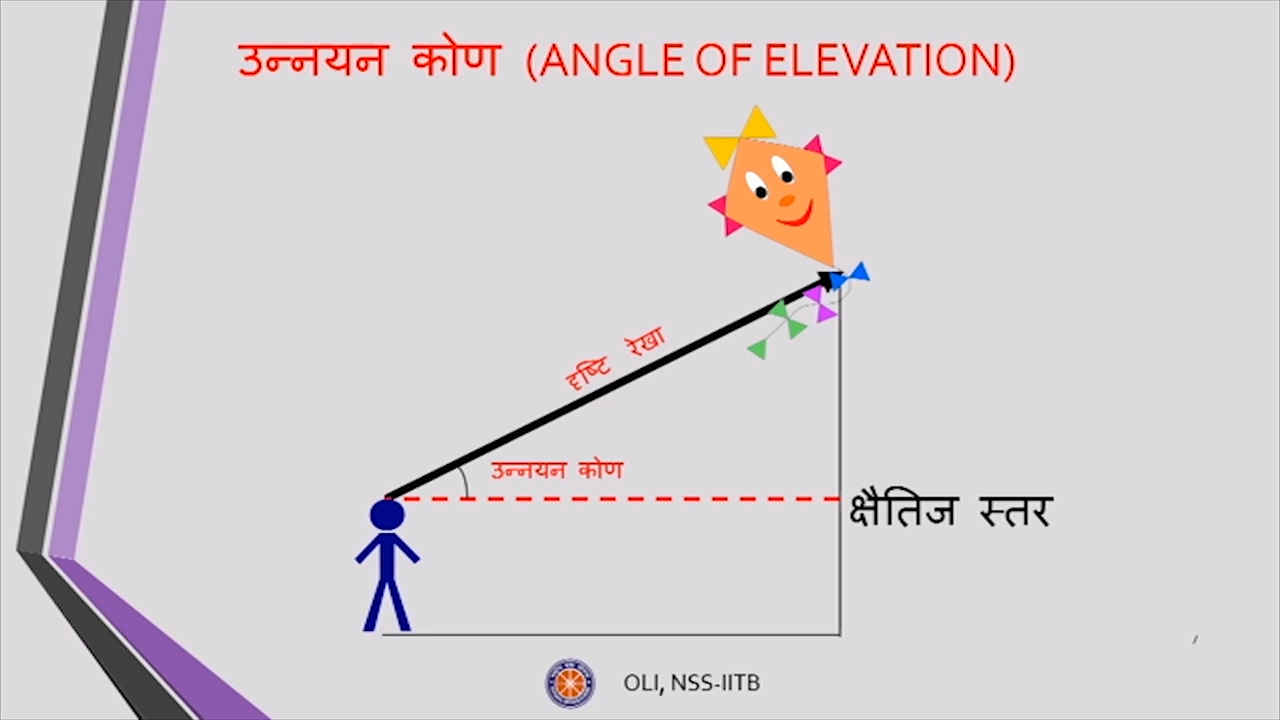 उन्नयन कोण (ANGLE OF ELEVATION)
दृष्टि रेखा
उन्नयन कोण
क्षैतिज स्तर
OLI, NSS-IITB